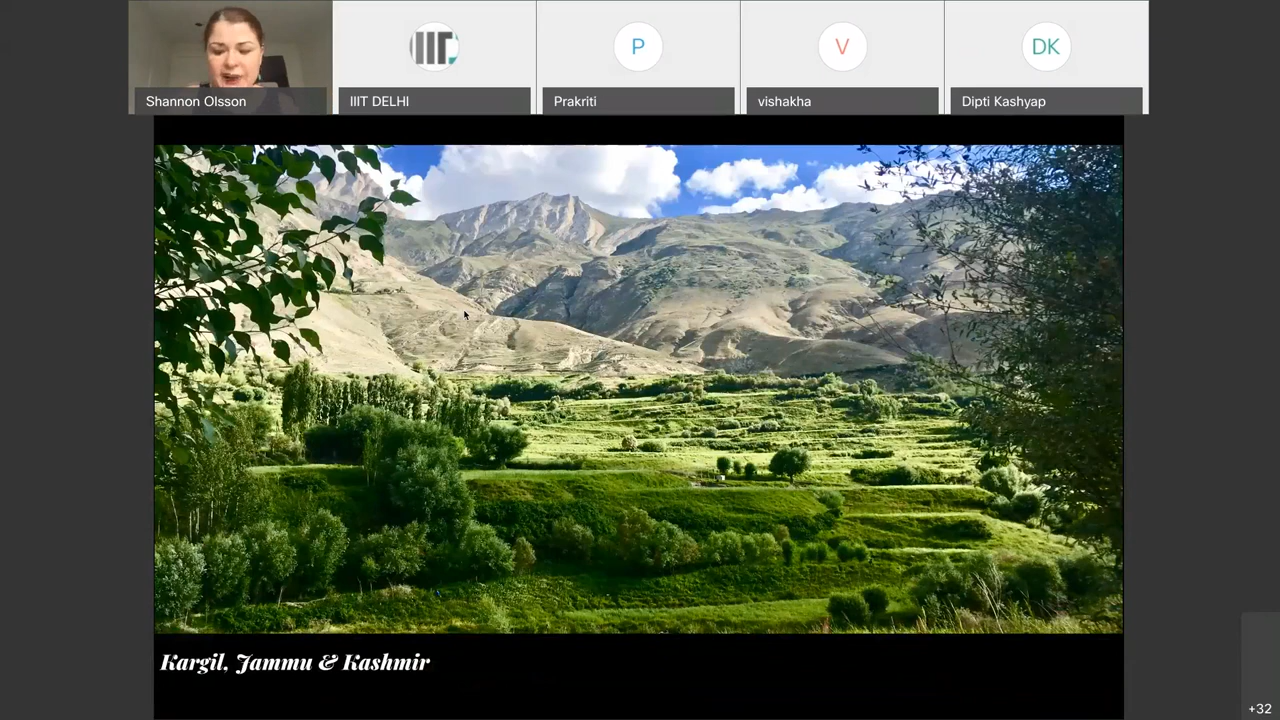 Shannon Olsson
IIIT DELHI
Prakriti
vishakha
Dipti Kashyap
P
V
DK
Kargil, Jammu & Kashmir
+32